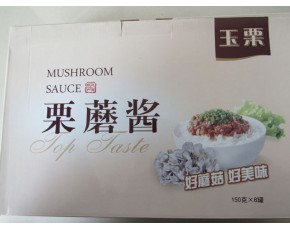 玉栗
MUSHROOM
SAUCE
栗蘑酱
Top Taste
好蘑菇 好美味
150克×8罐